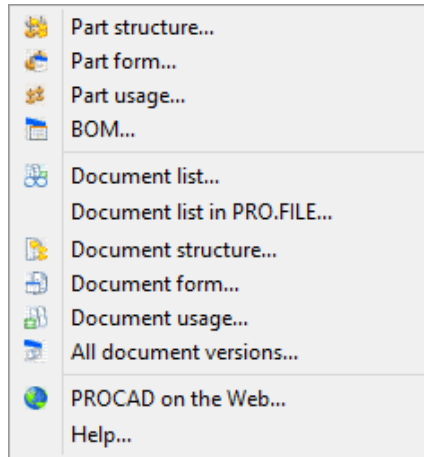 Part structure...
Part form...
Part usage...
BOM...
Document list...
Document list in PRO.FILE...
Document structure...
Document form...
Document usage...
All document versions...
PROCAD on the Web...
Help...